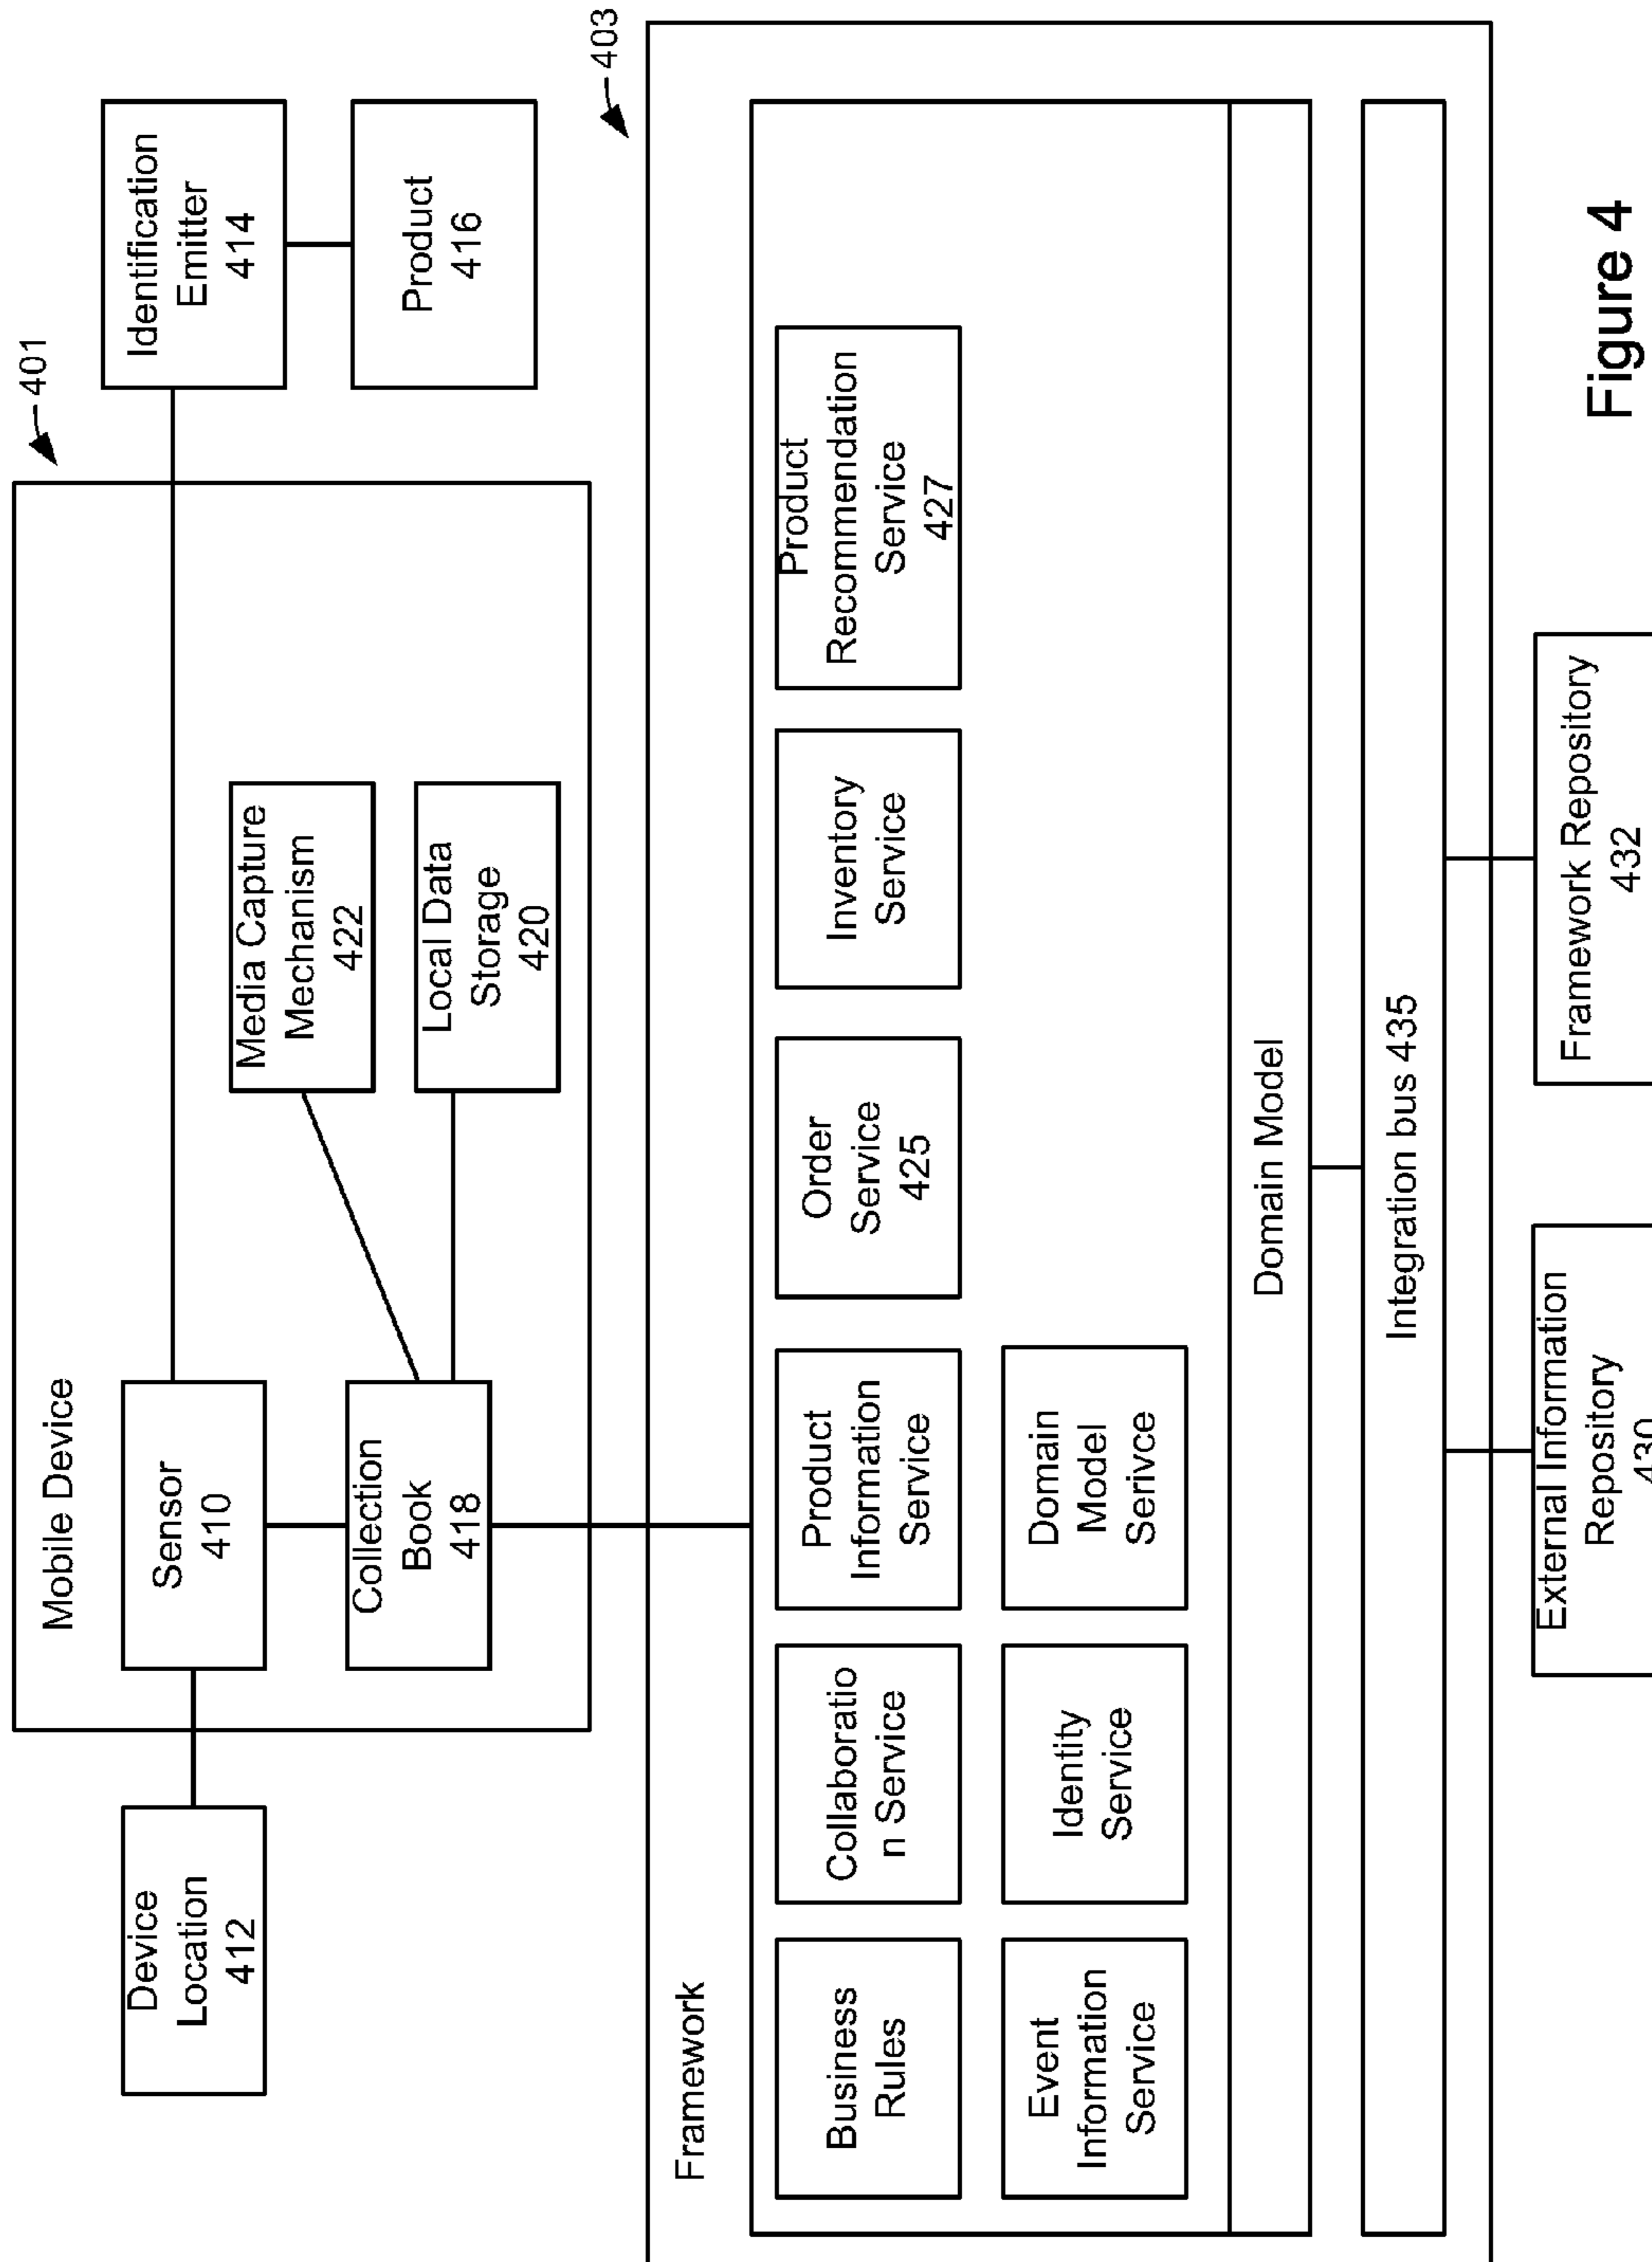 401
Mobile Device
Device
Location
412
Sensor
410
Identification
Emitter
414
Media Capture
Mechanism
422
Product
416
Collection
Book
418
Local Data
Storage
420
403
Framework
Business
Rules
Collaboratio
n Service
Product
Information
Service
Order
Service
425
Inventory
Service
Product
Recommendation
Service
427
Event
Information
Service
Identity
Service
Domain
Model
Serivce
Domain Model
Integration bus 435
External Information
Repository
430
Framework Repository
432
Figure 4